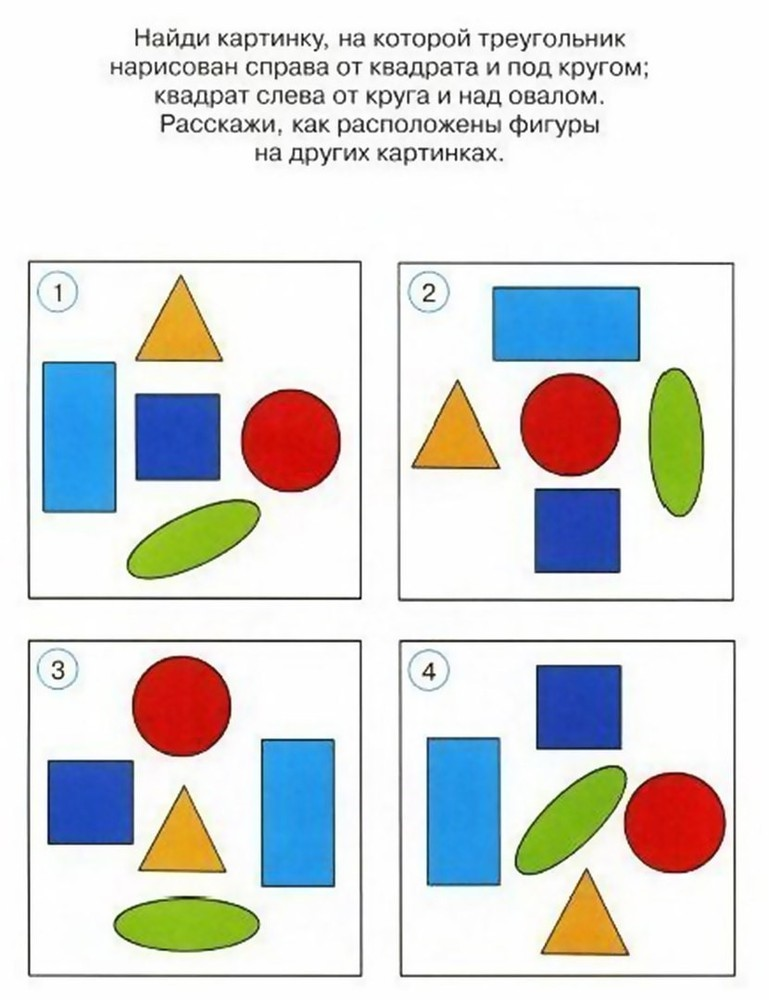 Найди картинку, на которой треугольник
нарисован справа от квадрата и под кругом;
квадрат слева от круга и над овалом.
Расскажи, как расположены фигуры
на других картинках.
1
2
3
4